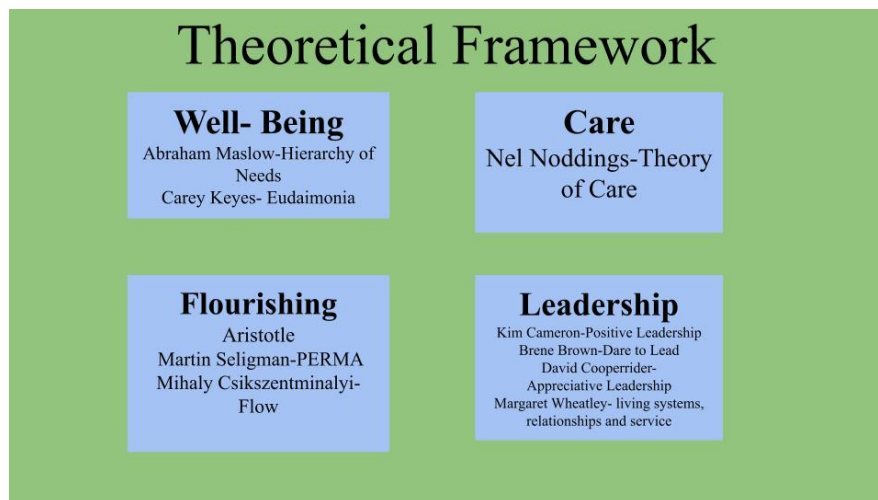 Theoretical Framework
Well- Being
Abraham Maslow-Hierarchy of
Needs
Carey Keyes- Eudaimonia
Care
Nel Noddings-Theory
of Care
Flourishing
Aristotle
Martin Seligman-PERMA
Mihaly Csikszentminalyi-
Flow
Leadership
Kim Cameron-Positive Leadership
Brene Brown-Dare to Lead
David Cooperrider-
Appreciative Leadership
Margaret Wheatley- living systems,
relationships and service